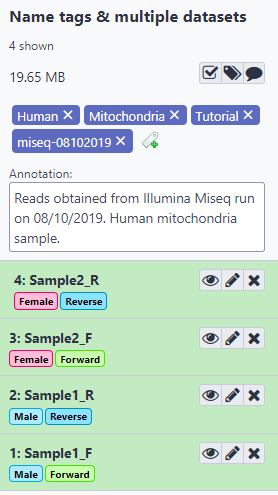 Name tags & multiple datasets
4 shown
19.65 MB
Human ✕ Mitochondria ✕ Tutorial ✕
miseq-08102019 ✕
Annotation:
Reads obtained from Illumina Miseq run
on 08/10/2019. Human mitochondria
sample.
4: Sample2_R
Female Reverse
3: Sample2_F
Female Forward
2: Sample1_R
Male Reverse
1: Sample1_F
Male Forward